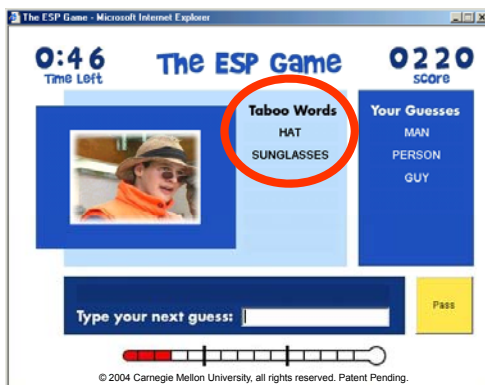 The ESP Game - Microsoft Internet Explorer
0:46
Time Left
The ESP Game
0220
score
Taboo Words
HAT
SUNGLASSES
Your Guesses
MAN
PERSON
GUY
Type your next guess:
Pass
© 2004 Carnegie Mellon University, all rights reserved. Patent Pending.